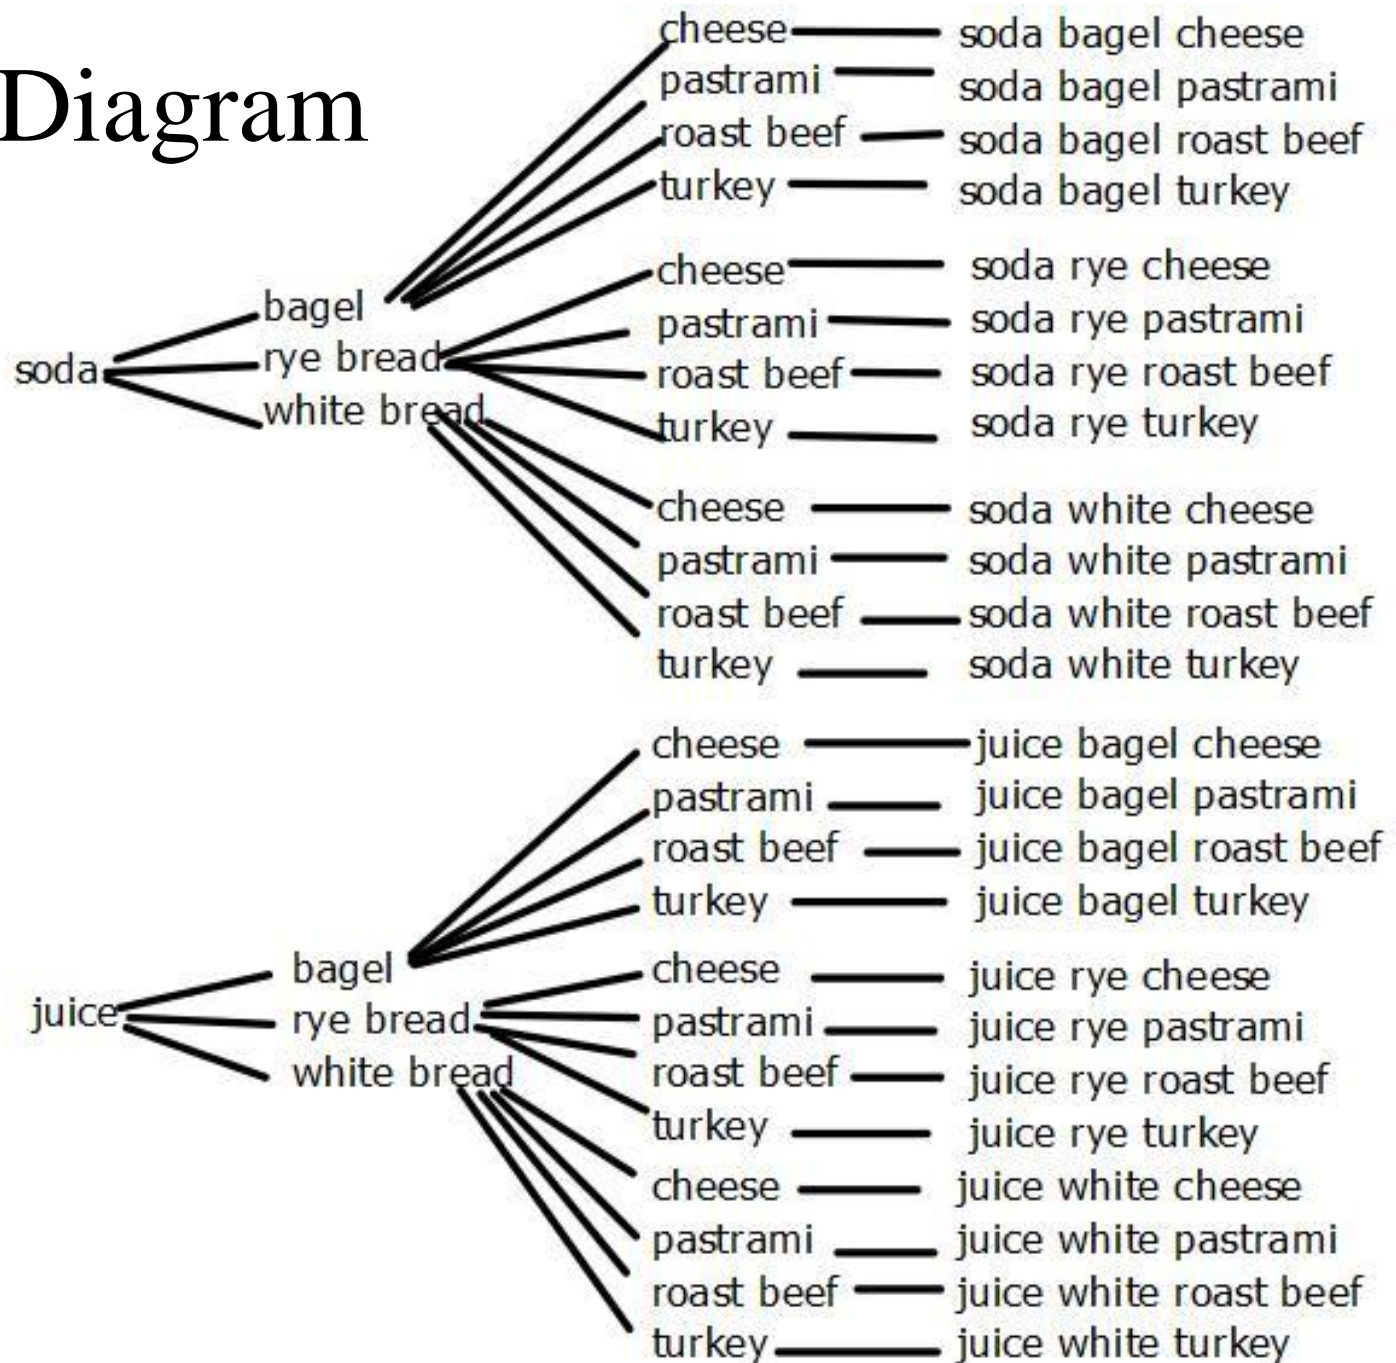 Diagram
cheese soda bagel cheese
pastrami soda bagel pastrami
roast beef soda bagel roast beef
turkey soda bagel turkey
cheese soda rye cheese
bagel
pastrami soda rye pastrami
rye bread
soda
roast beef soda rye roast beef
white bread
turkey soda rye turkey
cheese soda white cheese
pastrami soda white pastrami
roast beef soda white roast beef
turkey soda white turkey
cheese juice bagel cheese
pastrami juice bagel pastrami
roast beef juice bagel roast beef
turkey juice bagel turkey
bagel cheese juice rye cheese
juice
rye bread pastrami juice rye pastrami
white bread roast beef juice rye roast beef
turkey juice rye turkey
cheese juice white cheese
pastrami juice white pastrami
roast beef juice white roast beef
turkey juice white turkey